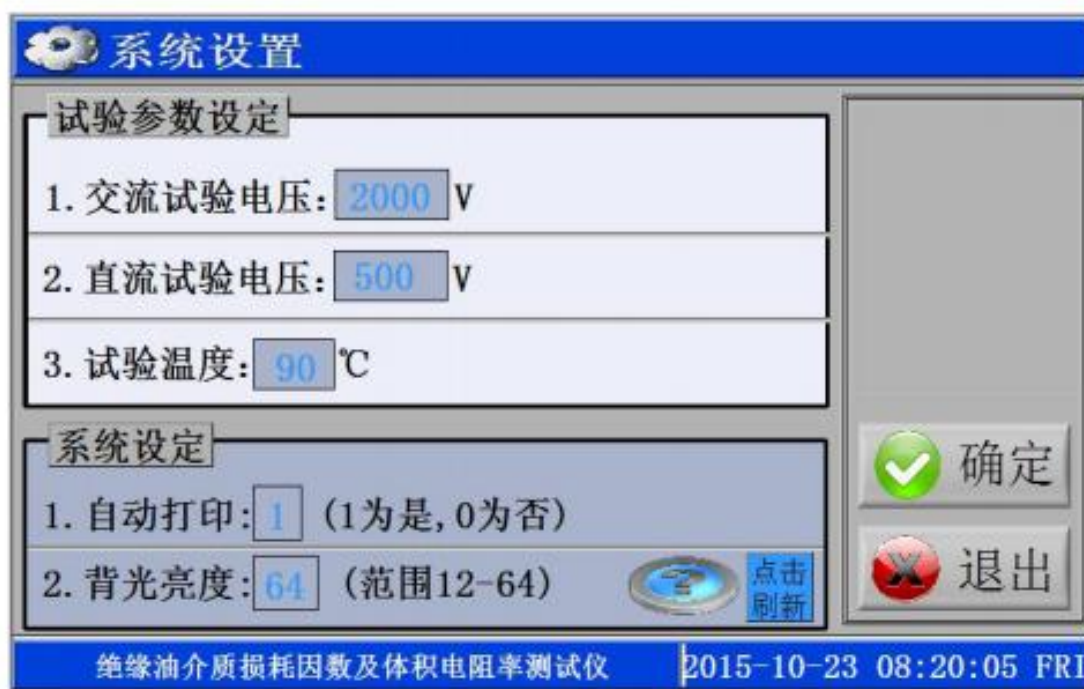 系统设置
试验参数设定
1. 交流试验电压: 2000 V
2. 直流试验电压: 500 V
3. 试验温度: 90 ℃
系统设定
1. 自动打印: 1 (1为是,0为否)
2. 背光亮度: 64 (范围12-64)
?
点击
刷新
确定
退出
绝缘油介质损耗因数及体积电阻率测试仪
2015-10-23 08:20:05 FRI